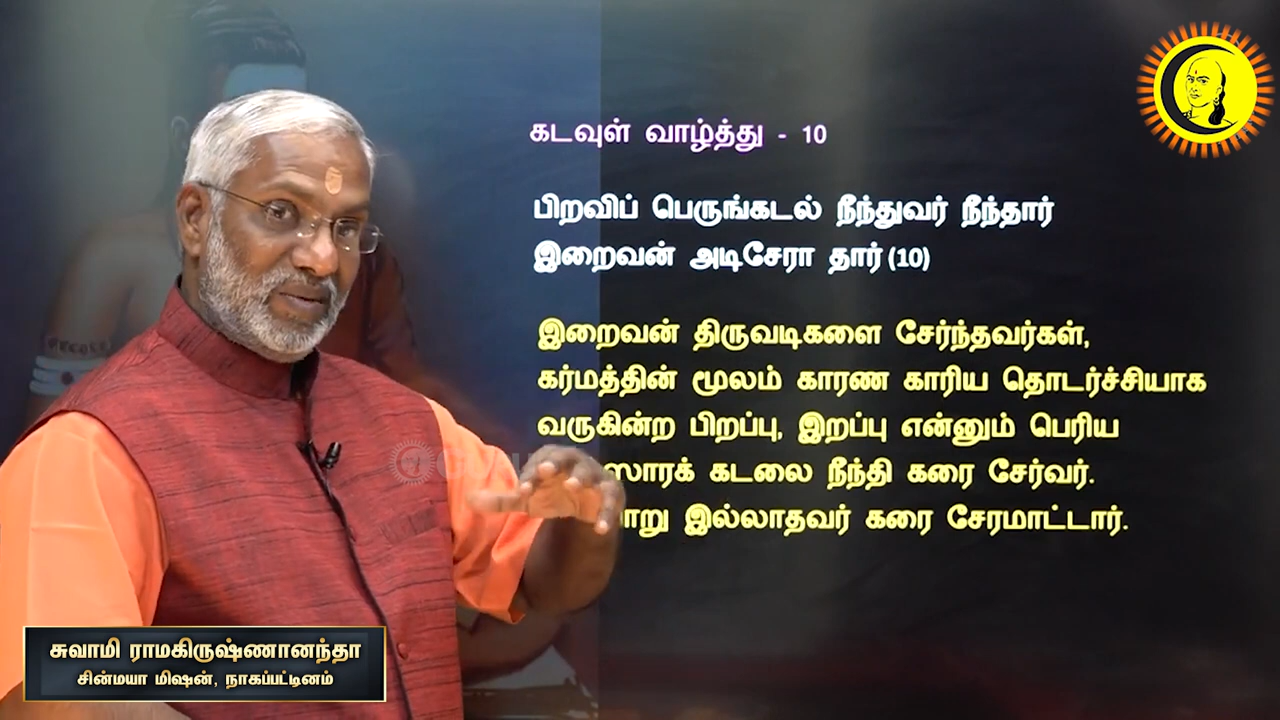 கடவுள் வாழ்த்து - 10
பிறவிப் பெருங்கடல் நீந்துவர் நீந்தார்
இறைவன் அடிசேரா தார் (10)
இறைவன் திருவடிகளை சேர்ந்தவர்கள்,
கர்மத்தின் மூலம் காரண காரிய தொடர்ச்சியாக
வருகின்ற பிறப்பு, இறப்பு என்னும் பெரிய
கடலை நீந்தி கரை சேர்வர்.
இல்லாதவர் கரை சேரமாட்டார்.
சுவாமி ராமகிருஷ்ணானந்தா
சின்மயா மிஷன், நாகப்பட்டினம்